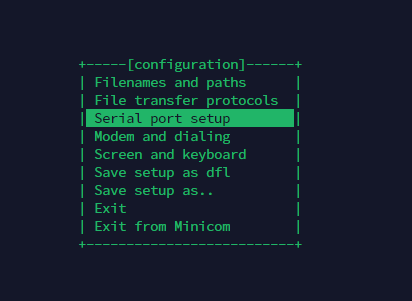 +-----[configuration]------+
| Filenames and paths      |
| File transfer protocols  |
| Serial port setup        |
| Modem and dialing        |
| Screen and keyboard      |
| Save setup as dfl        |
| Save setup as..          |
| Exit                     |
| Exit from Minicom        |
+--------------------------+